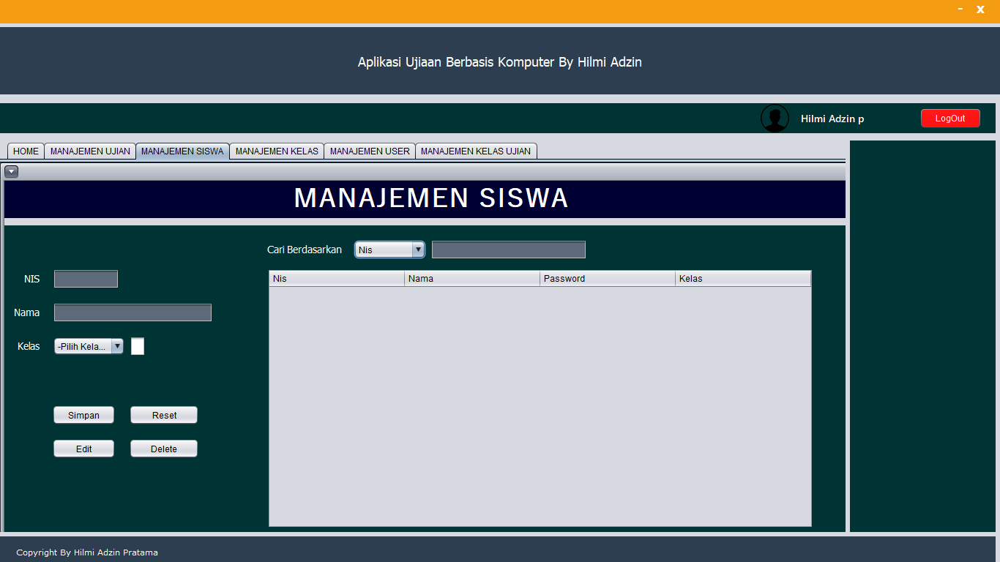 - x
Aplikasi Ujiaan Berbasis Komputer By Hilmi Adzin
Hilmi Adzin p LogOut
HOME MANAJEMEN UJIAN MANAJEMEN SISWA MANAJEMEN KELAS MANAJEMEN USER MANAJEMEN KELAS UJIAN
MANAJEMEN SISWA
Cari Berdasarkan Nis
NIS
Nama
Kelas -Pilih Kela...
Simpan Reset
Edit Delete
Nis Nama Password Kelas
Copyright By Hilmi Adzin Pratama